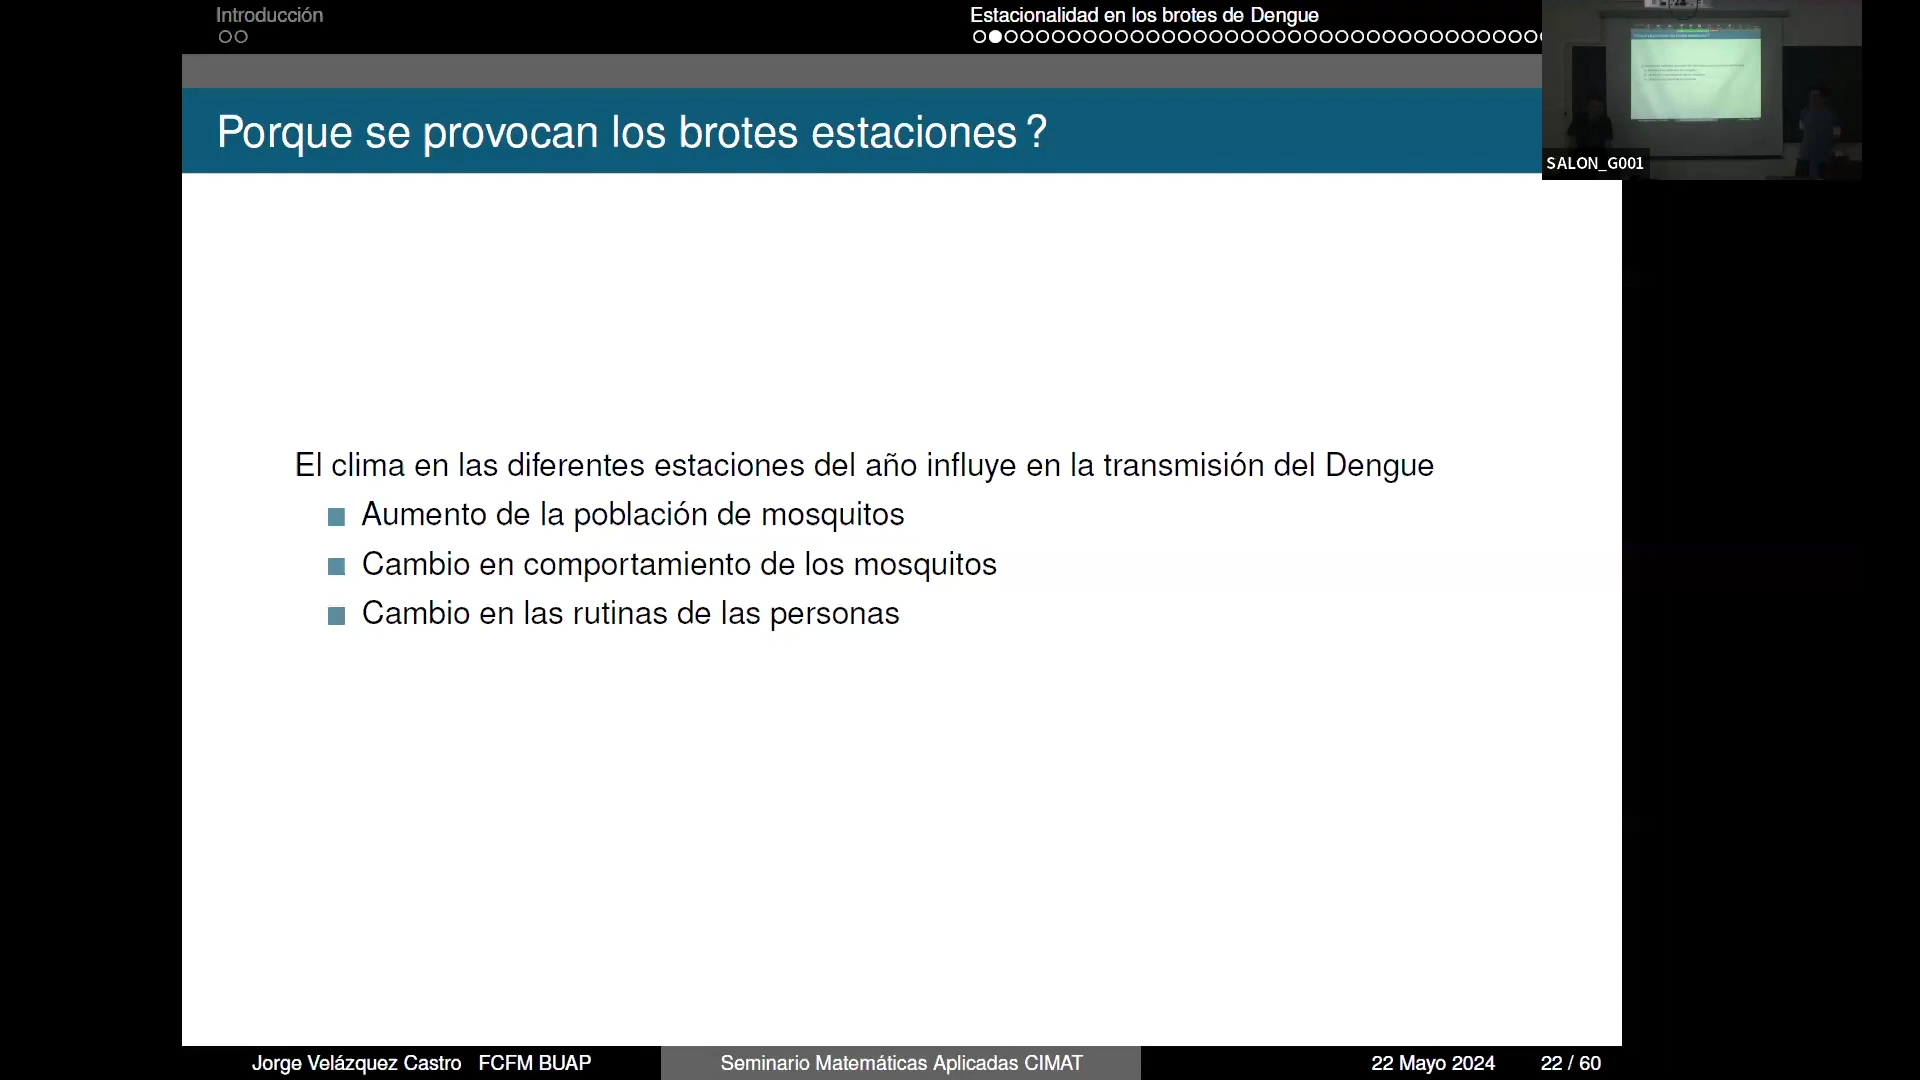 Introducción
Estacionalidad en los brotes de Dengue
Porque se provocan los brotes estaciones ?
SALON_G001
El clima en las diferentes estaciones del año influye en la transmisión del Dengue
Aumento de la población de mosquitos
Cambio en comportamiento de los mosquitos
Cambio en las rutinas de las personas
Jorge Velázquez Castro FCFM BUAP
Seminario Matemáticas Aplicadas CIMAT
22 Mayo 2024
22 / 60